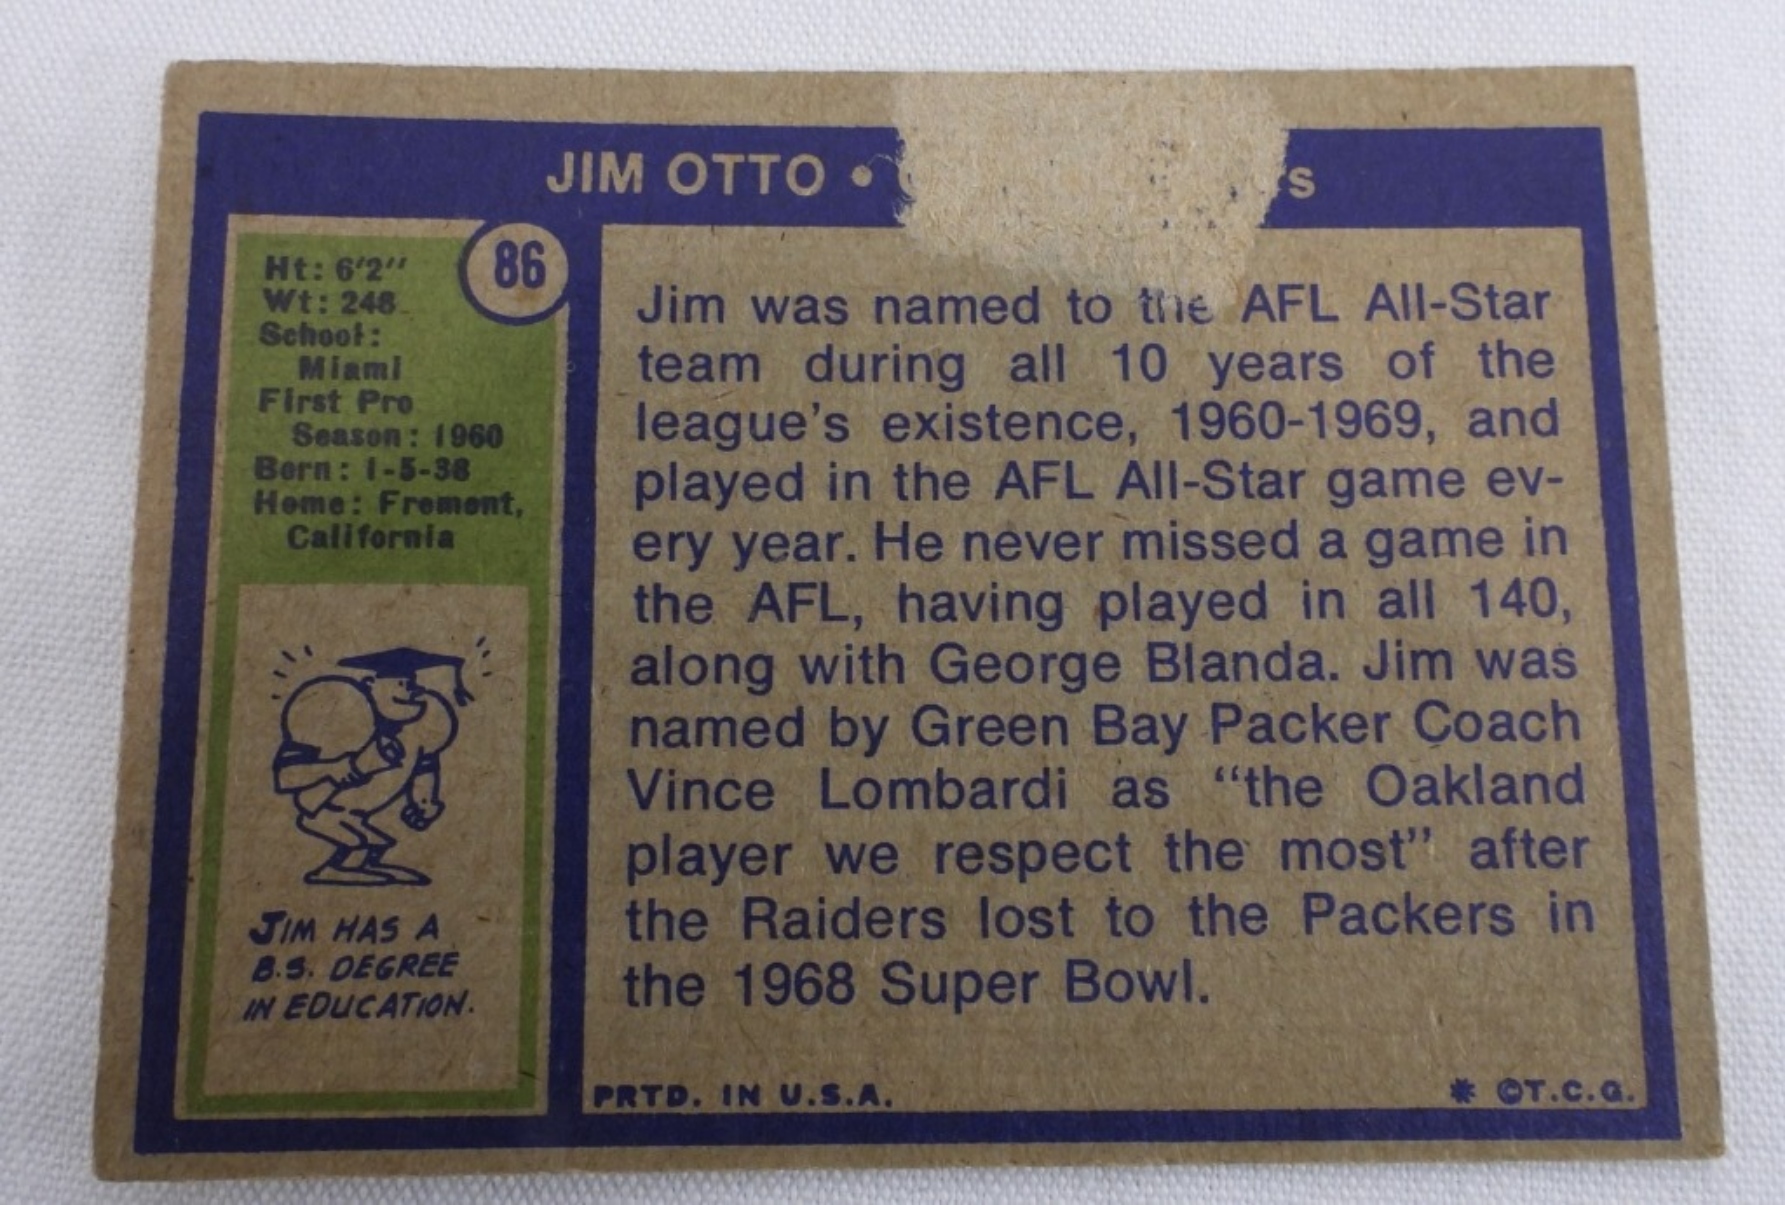 JIM OTTO •
86
Ht: 6'2"
Wt: 248
School:
Miami
First Pro
Season: 1960
Born: 1-5-38
Home: Fremont,
California
JIM HAS A
B.S. DEGREE
IN EDUCATION.
Jim was named to the AFL All-Star
team during all 10 years of the
league's existence, 1960-1969, and
played in the AFL All-Star game ev-
ery year. He never missed a game in
the AFL, having played in all 140,
along with George Blanda. Jim was
named by Green Bay Packer Coach
Vince Lombardi as "the Oakland
player we respect the most" after
the Raiders lost to the Packers in
the 1968 Super Bowl.
PRTD. IN U.S.A.
* ©T.C.G.